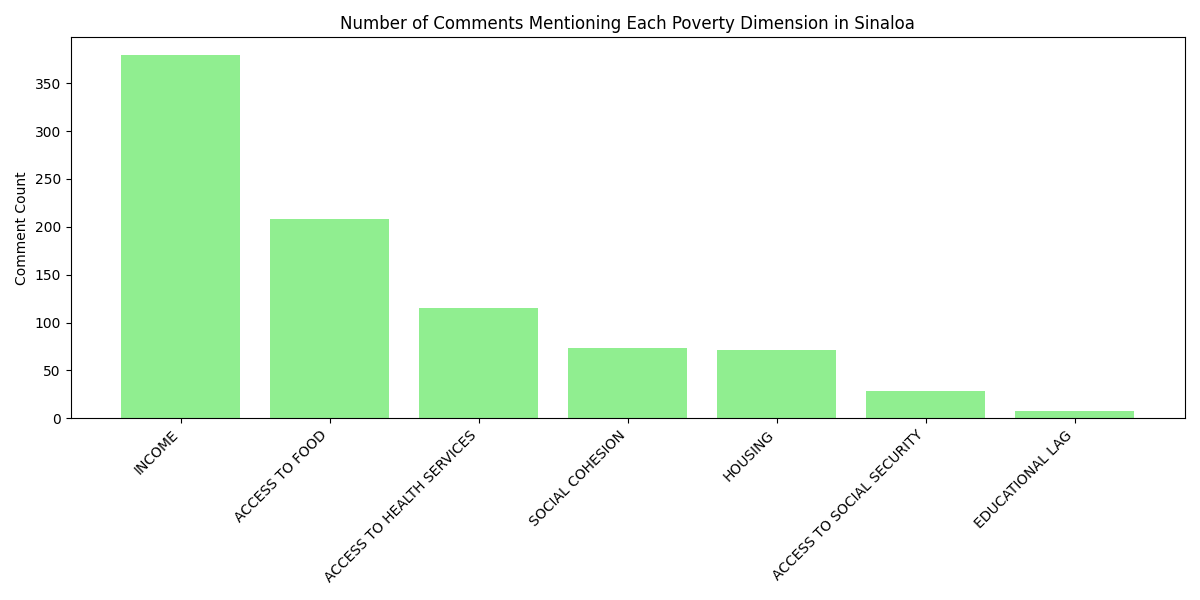 Number of Comments Mentioning Each Poverty Dimension in Sinaloa
Comment Count
350
300
250
200
150
100
50
0
INCOME
ACCESS TO FOOD
ACCESS TO HEALTH SERVICES
SOCIAL COHESION
HOUSING
ACCESS TO SOCIAL SECURITY
EDUCATIONAL LAG